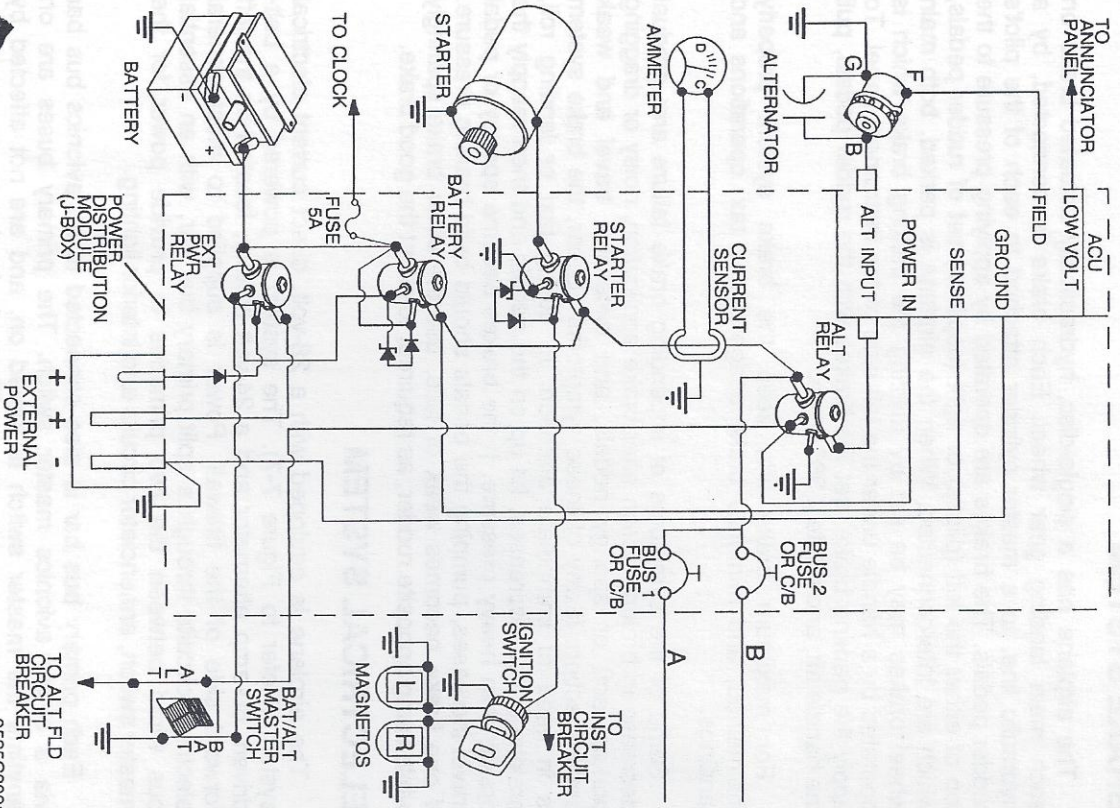 TO
ANNUNCIATOR
PANEL
ACU
LOW VOLT
FIELD
GROUND
SENSE
POWER IN
ALT INPUT
F
G
B
ALTERNATOR
ALT
RELAY
BUS 2
FUSE
OR C/B
BUS 1
FUSE
OR C/B
B
A
AMMETER
D
C
CURRENT
SENSOR
STARTER
STARTER
RELAY
TO
INST
CIRCUIT
BREAKER
IGNITION
SWITCH
L
R
MAGNETOS
TO CLOCK
FUSE
5A
BATTERY
RELAY
BATTERY
-
+
EXT
PWR
RELAY
POWER
DISTRIBUTION
MODULE
(J-BOX)
BAT/ALT
MASTER
SWITCH
A
L
T
B
A
T
+
+
-
EXTERNAL
POWER
TO ALT FLD
CIRCUIT
BREAKER